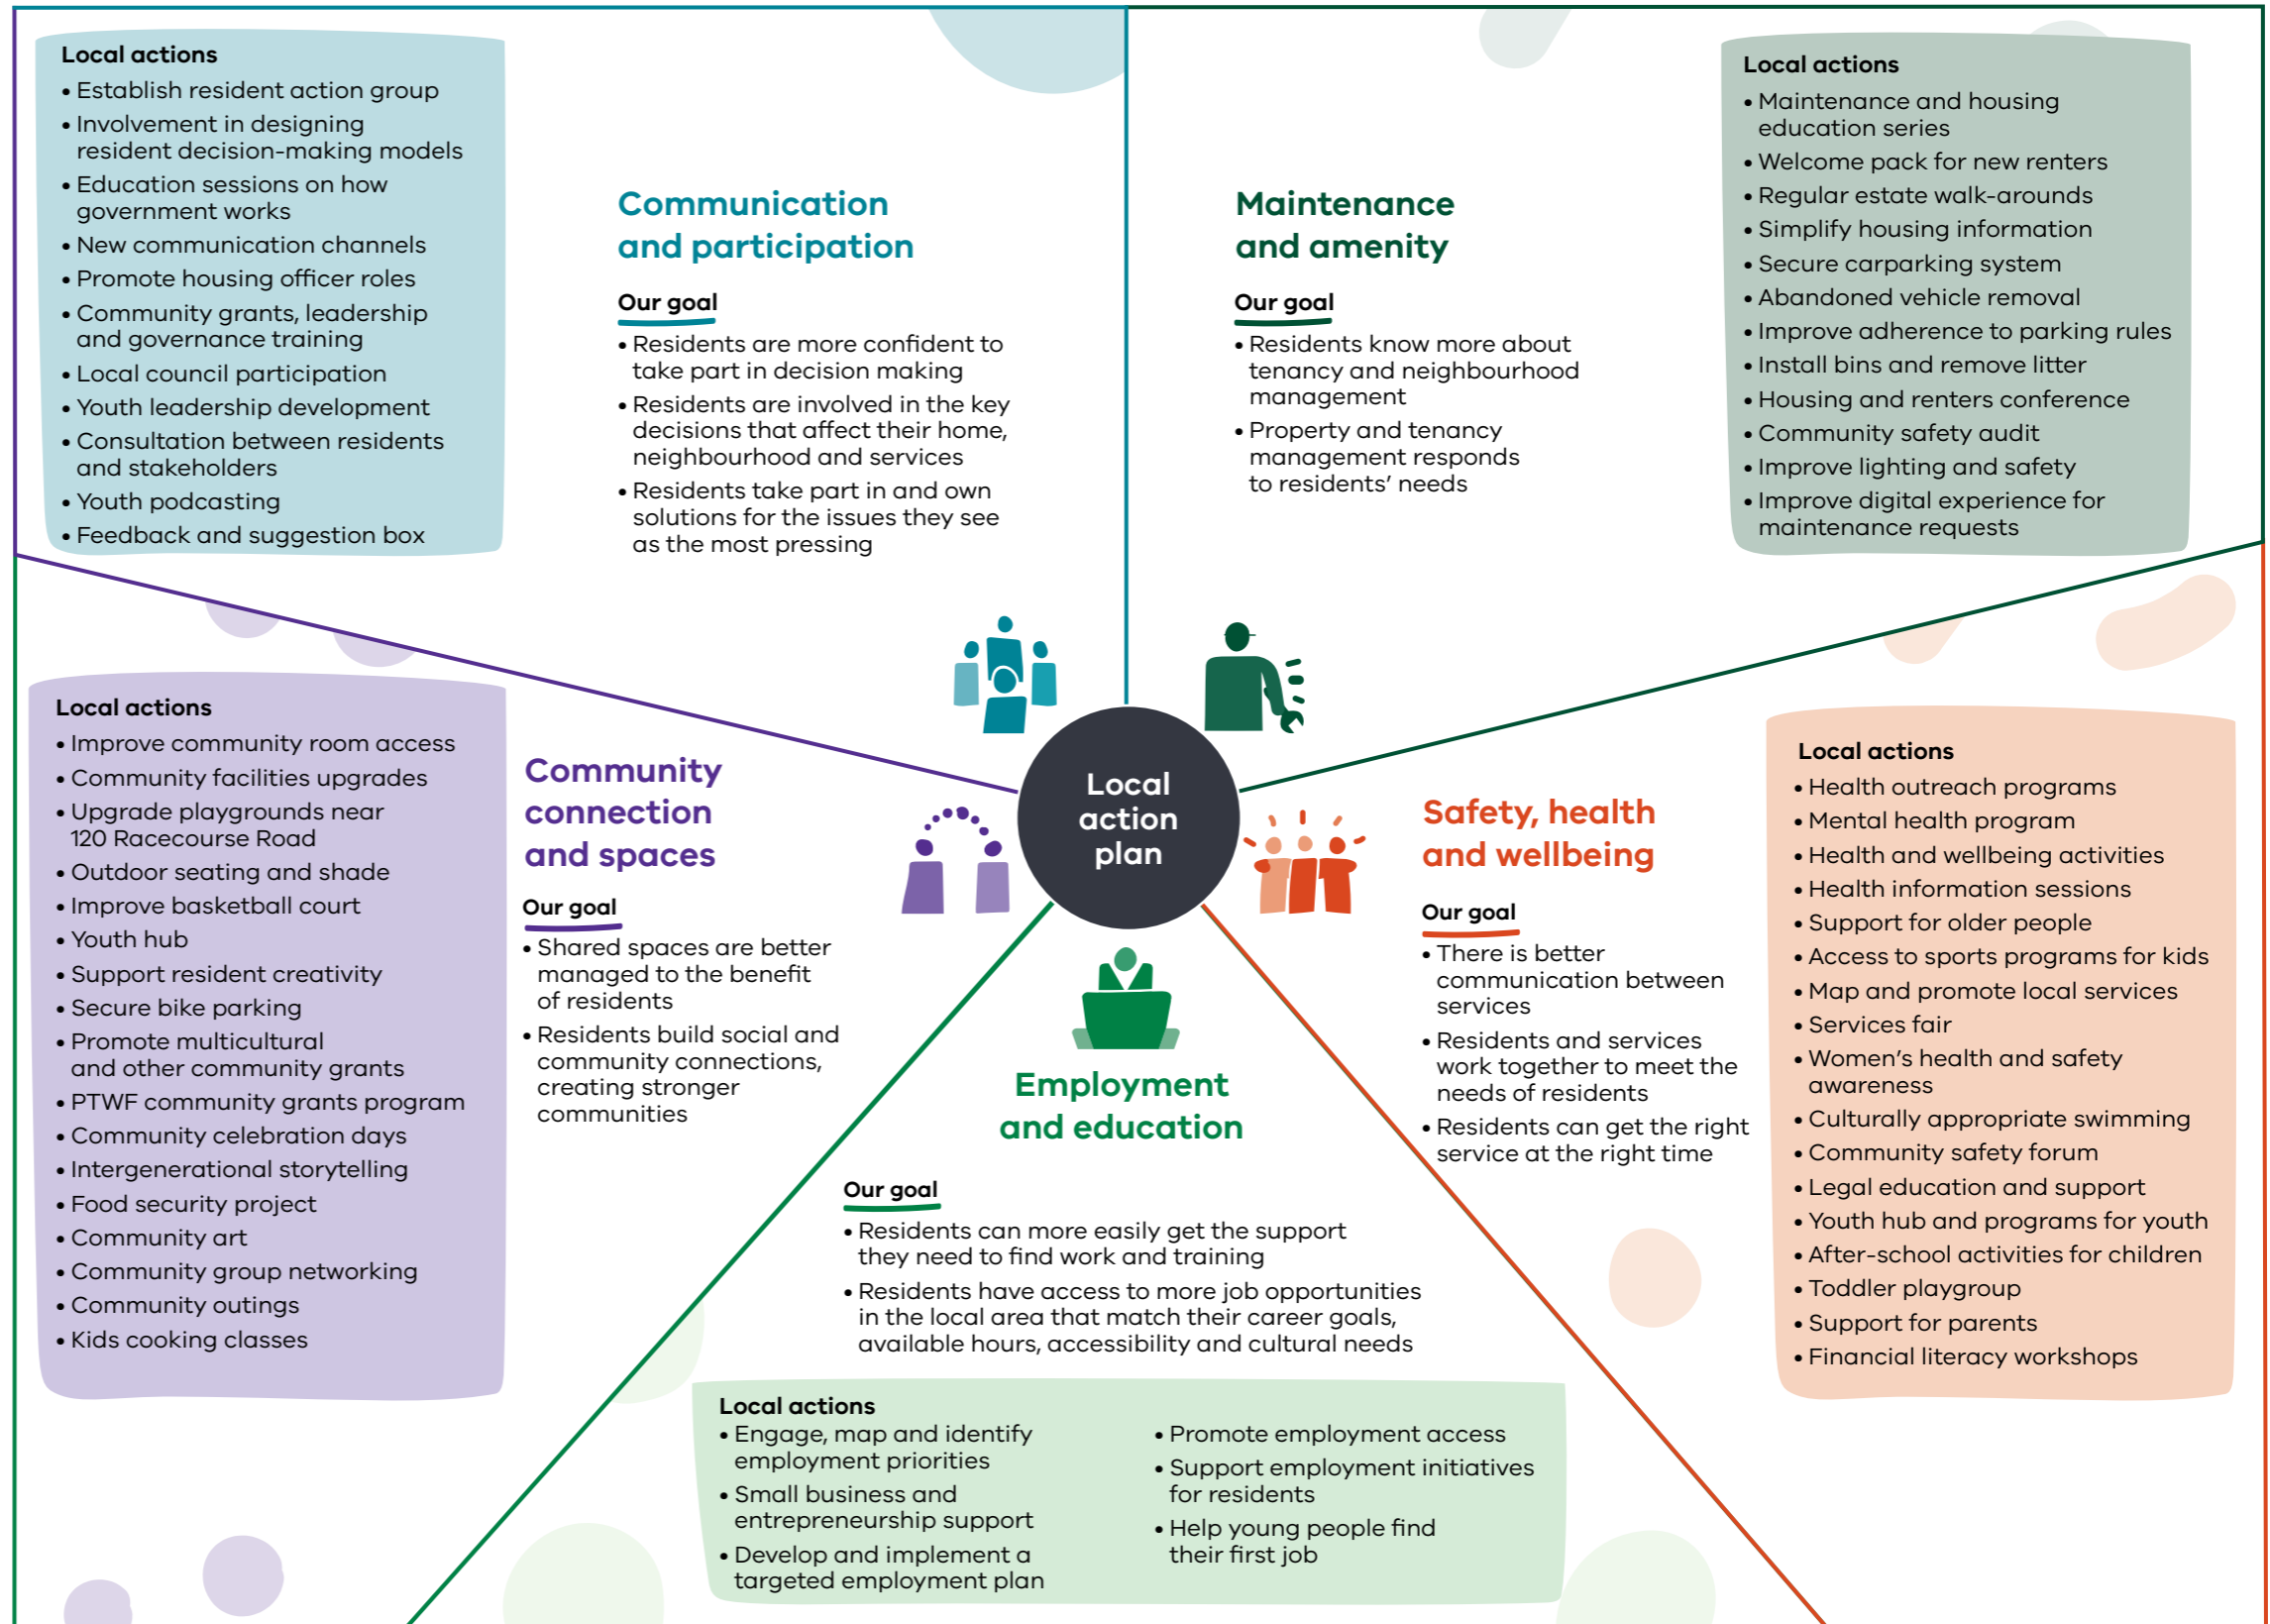 Local actions
• Establish resident action group
• Involvement in designing
resident decision-making models
• Education sessions on how
government works
• New communication channels
• Promote housing officer roles
• Community grants, leadership
and governance training
• Local council participation
• Youth leadership development
• Consultation between residents
and stakeholders
• Youth podcasting
• Feedback and suggestion box
Communication
and participation
Our goal
• Residents are more confident to
take part in decision making
• Residents are involved in the key
decisions that affect their home,
neighbourhood and services
• Residents take part in and own
solutions for the issues they see
as the most pressing
Maintenance
and amenity
Our goal
• Residents know more about
tenancy and neighbourhood
management
• Property and tenancy
management responds
to residents’ needs
Local actions
• Maintenance and housing
education series
• Welcome pack for new renters
• Regular estate walk-arounds
• Simplify housing information
• Secure carparking system
• Abandoned vehicle removal
• Improve adherence to parking rules
• Install bins and remove litter
• Housing and renters conference
• Community safety audit
• Improve lighting and safety
• Improve digital experience for
maintenance requests
Local actions
• Improve community room access
• Community facilities upgrades
• Upgrade playgrounds near
120 Racecourse Road
• Outdoor seating and shade
• Improve basketball court
• Youth hub
• Support resident creativity
• Secure bike parking
• Promote multicultural
and other community grants
• PTWF community grants program
• Community celebration days
• Intergenerational storytelling
• Food security project
• Community art
• Community group networking
• Community outings
• Kids cooking classes
Community
connection
and spaces
Our goal
• Shared spaces are better
managed to the benefit
of residents
• Residents build social and
community connections,
creating stronger
communities
Local
action
plan
Safety, health
and wellbeing
Our goal
• There is better
communication between
services
• Residents and services
work together to meet the
needs of residents
• Residents can get the right
service at the right time
Local actions
• Health outreach programs
• Mental health program
• Health and wellbeing activities
• Health information sessions
• Support for older people
• Access to sports programs for kids
• Map and promote local services
• Services fair
• Women’s health and safety
awareness
• Culturally appropriate swimming
• Community safety forum
• Legal education and support
• Youth hub and programs for youth
• After-school activities for children
• Toddler playgroup
• Support for parents
• Financial literacy workshops
Employment
and education
Our goal
• Residents can more easily get the support
they need to find work and training
• Residents have access to more job opportunities
in the local area that match their career goals,
available hours, accessibility and cultural needs
Local actions
• Engage, map and identify
employment priorities
• Small business and
entrepreneurship support
• Develop and implement a
targeted employment plan
• Promote employment access
• Support employment initiatives
for residents
• Help young people find
their first job